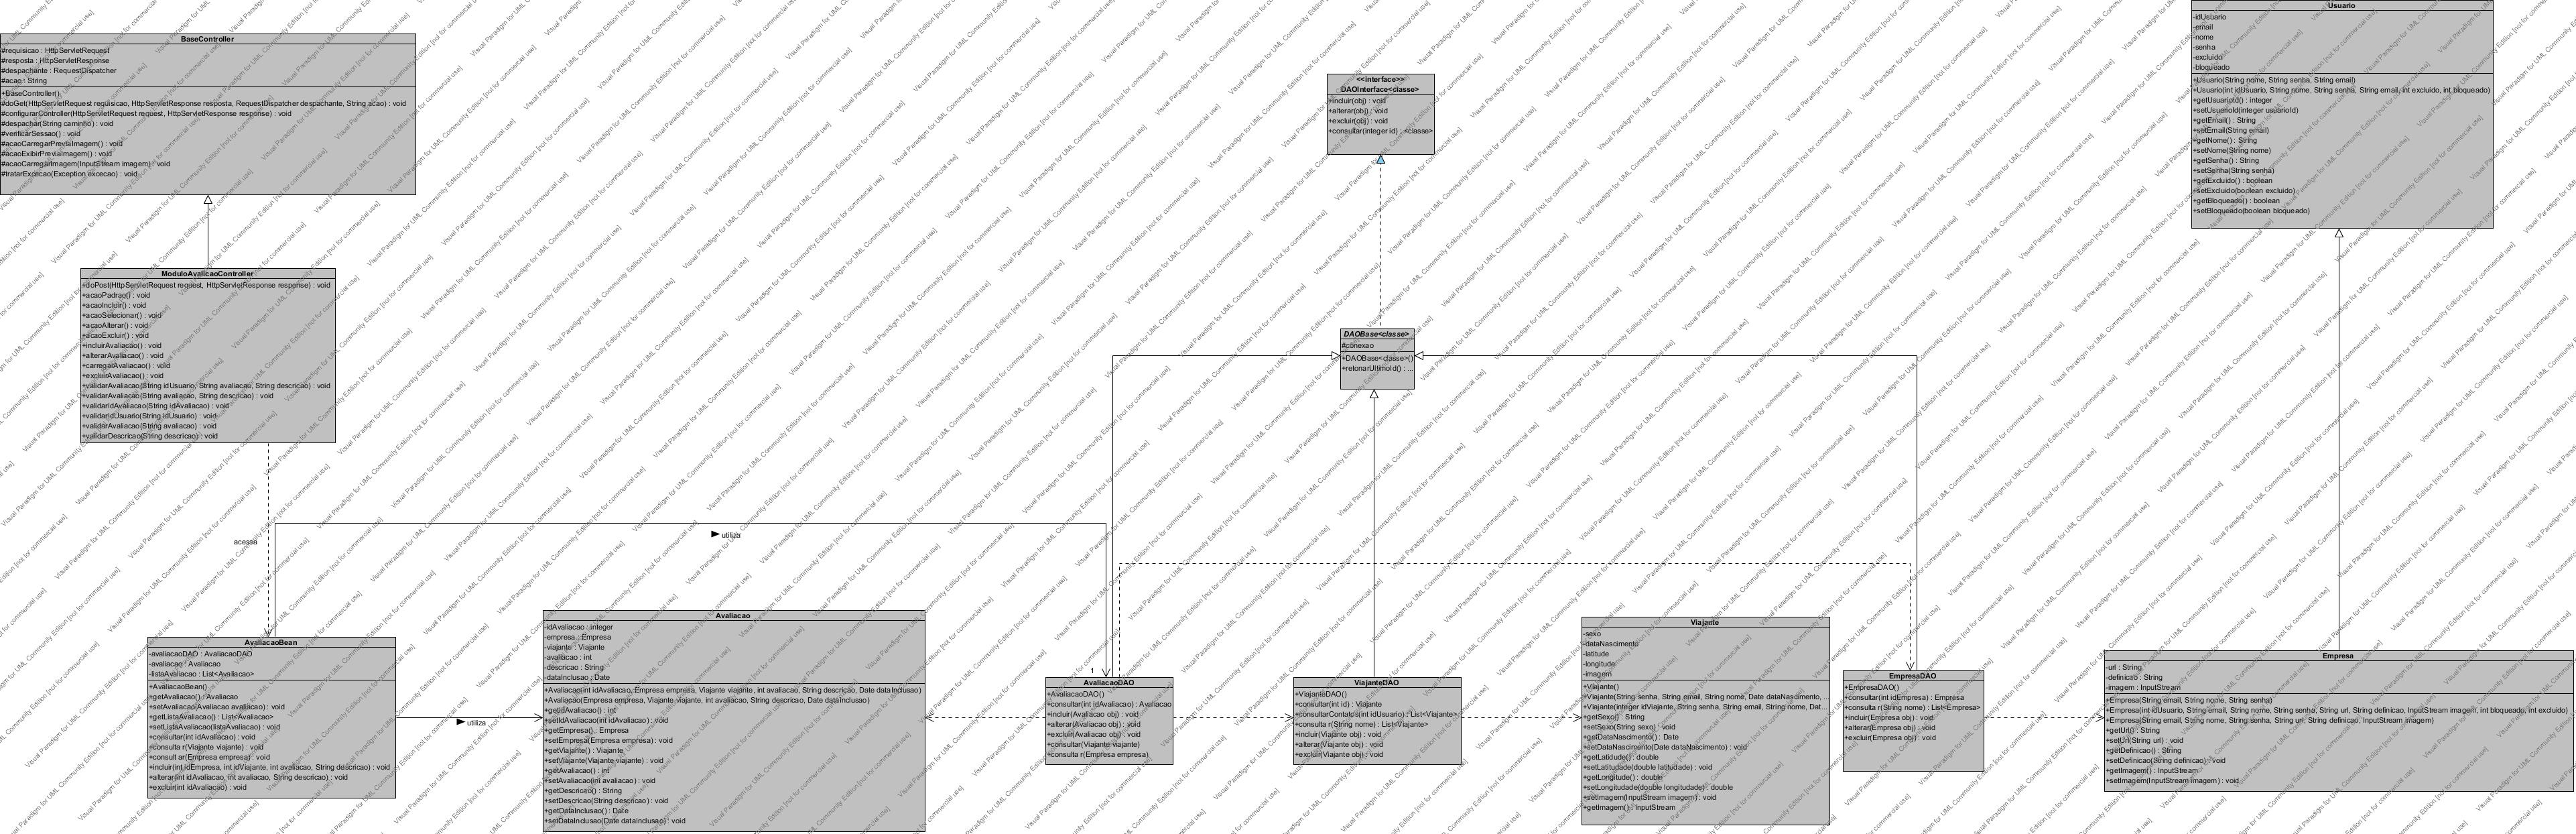 BaseController
#requisicao : HttpServletRequest
#resposta : HttpServletResponse
#despachante : RequestDispatcher
#acao : String
+BaseController()
#doGet(HttpServletRequest requisicao, HttpServletResponse resposta, RequestDispatcher despachante, String acao) : void
#configurarController(HttpServletRequest request, HttpServletResponse response) : void
#despachar(String caminho) : void
#verificarSessao() : void
#acaoCarregarPreviaImagem() : void
#acaoExibirPreviaImagem() : void
#acaoCarregarImagem(InputStream imagem) : void
#tratarExcecao(Exception excecao) : void
ModuloAvalicaoController
+doPost(HttpServletRequest request, HttpServletResponse response) : void
+acaoPadrao() : void
+acaoIncluir() : void
+acaoSelecionar() : void
+acaoAlterar() : void
+acaoExcluir() : void
+incluirAvaliacao() : void
+alterarAvaliacao() : void
+carregarAvaliacao() : void
+excluirAvaliacao() : void
+validarAvaliacao(String idUsuario, String avaliacao, String descricao) : void
+validarAvaliacao(String avaliacao, String descricao) : void
+validarIdAvaliacao(String idAvaliacao) : void
+validarIdUsuario(String idUsuario) : void
+validarAvaliacao(String avaliacao) : void
+validarDescricao(String descricao) : void
acessa
utiliza
AvaliacaoBean
-avaliacaoDAO : AvaliacaoDAO
-avaliacao : Avaliacao
-listaAvaliacao : List<Avaliacao>
+AvaliacaoBean()
+getAvaliacao() : Avaliacao
+setAvaliacao(Avaliacao avaliacao) : void
+getListaAvaliacao() : List<Avaliacao>
+setListaAvaliacao(listaAvaliacao) : void
+consultar(int idAvaliacao) : void
+consulta r(Viajante viajante) : void
+consult ar(Empresa empresa) : void
+incluir(int idEmpresa, int idViajante, int avaliacao, String descricao) : void
+alterar(int idAvaliacao, int avaliacao, String descricao) : void
+excluir(int idAvaliacao) : void
utiliza
Avaliacao
-idAvaliacao : integer
-empresa : Empresa
-viajante : Viajante
-avaliacao : int
-descricao : String
-dataInclusao : Date
+Avaliacao(int idAvaliacao, Empresa empresa, Viajante viajante, int avaliacao, String descricao, Date dataInclusao)
+Avaliacao(Empresa empresa, Viajante viajante, int avaliacao, String descricao, Date dataInclusao)
+getIdAvaliacao() : int
+setIdAvaliacao(int idAvaliacao) : void
+getEmpresa() : Empresa
+setEmpresa(Empresa empresa) : void
+getViajante() : Viajante
+setViajante(Viajante viajante) : void
+getAvaliacao() : int
+setAvaliacao(int avaliacao) : void
+getDescricao() : String
+setDescricao(String descricao) : void
+getDataInclusao() : Date
+setDataInclusao(Date dataInclusao) : void
<<interface>>
DAOInterface<classe>
+incluir(obj) : void
+alterar(obj) : void
+excluir(obj) : void
+consultar(integer id) : <classe>
DAOBase<classe>
#conexao
+DAOBase<classe>()
+retonarUltimoId() : ...
1
AvaliacaoDAO
+AvaliacaoDAO()
+consultar(int idAvaliacao) : Avaliacao
+incluir(Avaliacao obj) : void
+alterar(Avaliacao obj) : void
+excluir(Avaliacao obj) : void
+consultar(Viajante viajante)
+consulta r(Empresa empresa)
ViajanteDAO
+ViajanteDAO()
+consultar(int id) : Viajante
+consultarContatos(int idUsuario) : List<Viajante>
+consulta r(String nome) : List<Viajante>
+incluir(Viajante obj) : void
+alterar(Viajante obj) : void
+excluir(Viajante obj) : void
Viajante
-sexo
-dataNascimento
-latitude
-longitude
-imagem
+Viajante()
+Viajante(String senha, String email, String nome, Date dataNascimento, ...
+Viajante(integer idViajante, String senha, String email, String nome, Dat...
+getSexo() : String
+setSexo(String sexo) : void
+getDataNascimento() : Date
+setDataNascimento(Date dataNascimento) : void
+getLatidude() : double
+setLatitudade(double latitudade) : void
+getLongitude() : double
+setLongitudade(double longitudade) : double
+setImagem(InputStream imagem) : void
+getImagem() : InputStream
EmpresaDAO
+EmpresaDAO()
+consultar(int idEmpresa) : Empresa
+consulta r(String nome) : List<Empresa>
+incluir(Empresa obj) : void
+alterar(Empresa obj) : void
+excluir(Empresa obj) : void
Usuario
-idUsuario
-email
-nome
-senha
-excluido
-bloqueado
+Usuario(String nome, String senha, String email)
+Usuario(int idUsuario, String nome, String senha, String email, int excluido, int bloqueado)
+getUsuarioId() : integer
+setUsuarioId(integer usuarioId)
+getEmail() : String
+setEmail(String email)
+getNome() : String
+setNome(String nome)
+getSenha() : String
+setSenha(String senha)
+getExcluido() : boolean
+setExcluido(boolean excluido)
+getBloqueado() : boolean
+setBloqueado(boolean bloqueado)
Empresa
-url : String
-definicao : String
-imagem : InputStream
+Empresa(String email, String nome, String senha)
+Empresa(int idUsuario, String email, String nome, String senha, String url, String definicao, InputStream imagem, int bloqueado, int excluido)
+Empresa(String email, String nome, String senha, String url, String definicao, InputStream imagem)
+getUrl() : String
+setUrl(String url) : void
+getDefinicao() : String
+setDefinicao(String definicao) : void
+getImagem() : InputStream
+setImagem(InputStream imagem) : void
Visual Paradigm for UML Community Edition [not for commercial use]